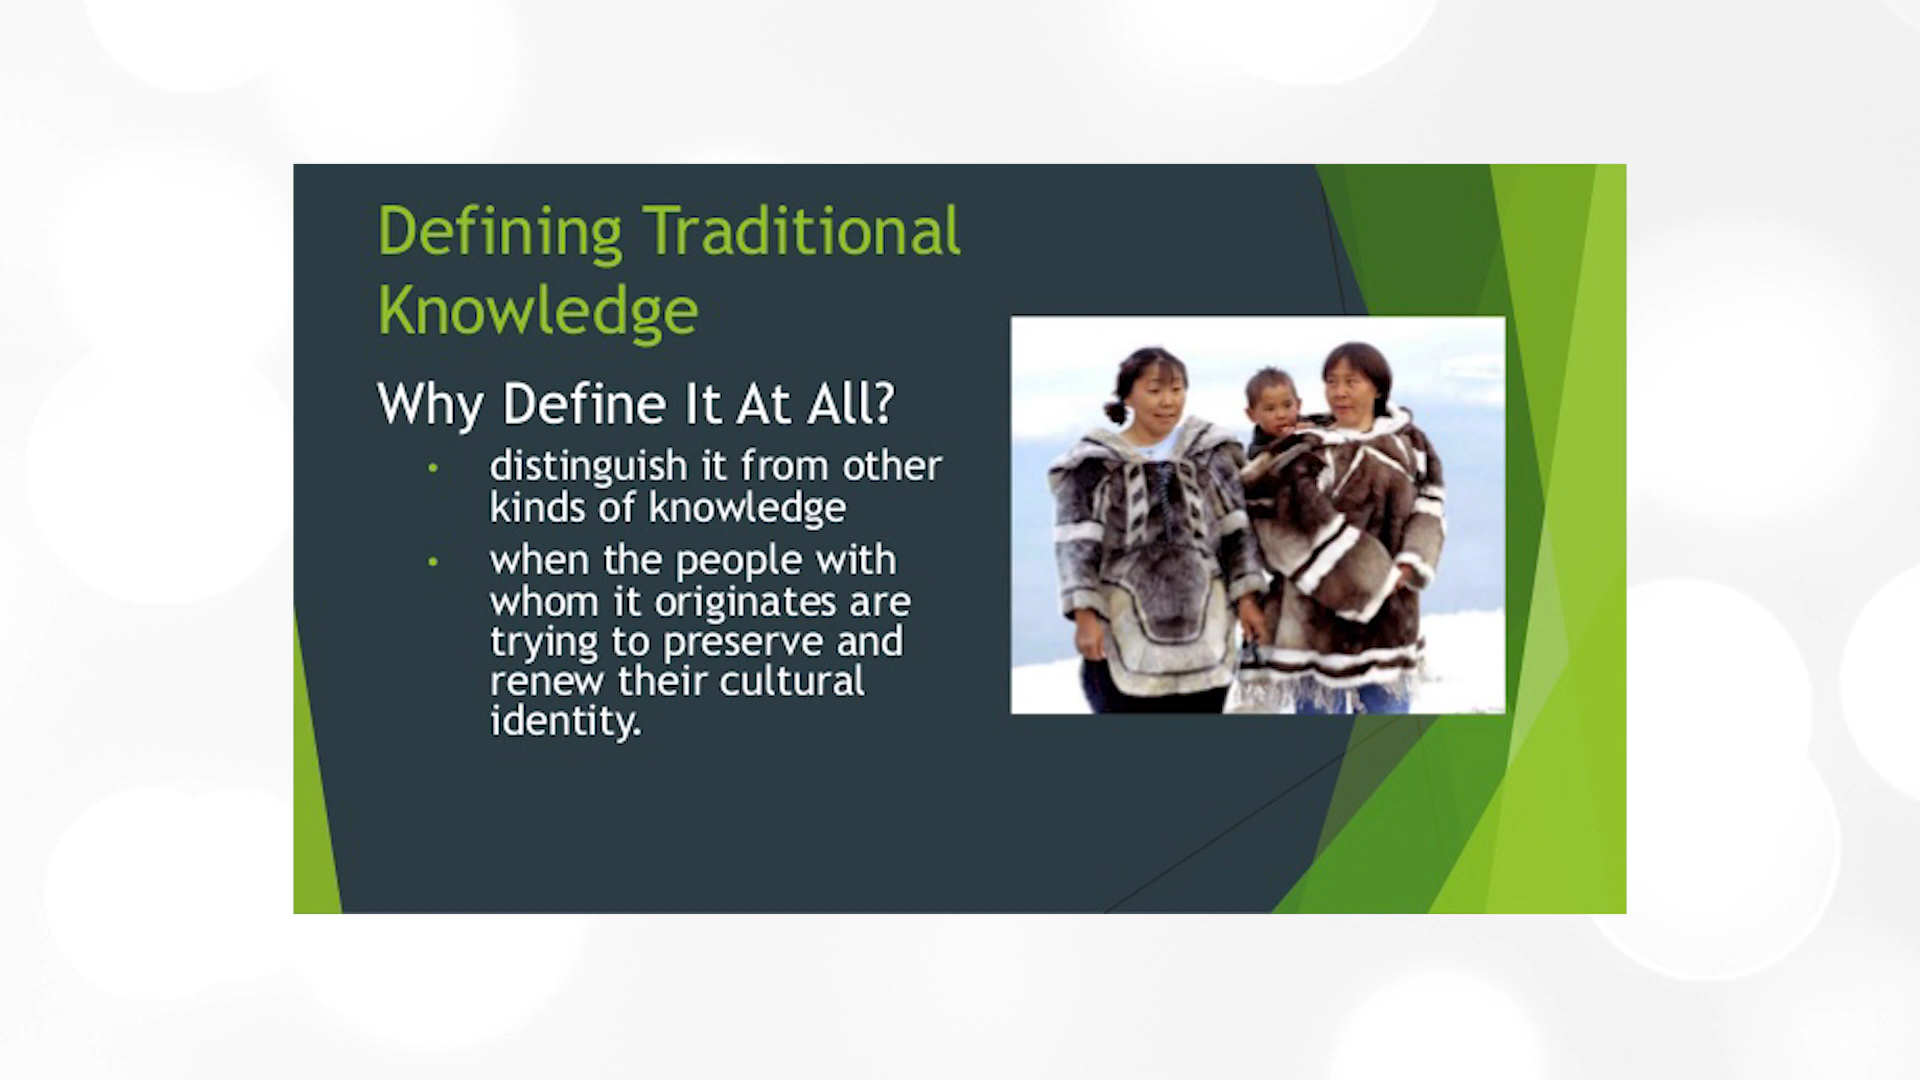 Defining Traditional
Knowledge
Why Define It At All?
• distinguish it from other
kinds of knowledge
• when the people with
whom it originates are
trying to preserve and
renew their cultural
identity.